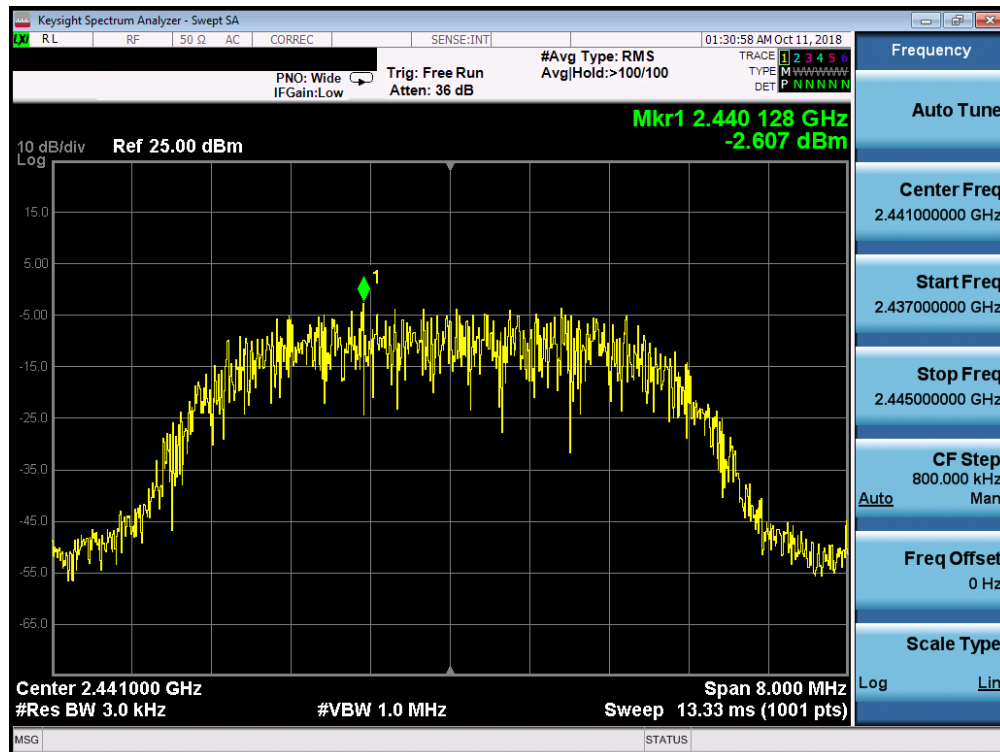 Keysight Spectrum Analyzer - Swept SA
LXI RL RF 50 Ω AC CORREC SENSE:INT 01:30:58 AM Oct 11, 2018
PNO: Wide
IFGain:Low
Trig: Free Run
Atten: 36 dB
#Avg Type: RMS
Avg|Hold:>100/100
TRACE 1 2 3 4 5 6
TYPE M WWWWW
DET P N N N N N
Mkr1 2.440 128 GHz
-2.607 dBm
10 dB/div Ref 25.00 dBm
Log
15.0
5.00
-5.00
-15.0
-25.0
-35.0
-45.0
-55.0
-65.0
1
Center 2.441000 GHz Span 8.000 MHz
#Res BW 3.0 kHz #VBW 1.0 MHz Sweep 13.33 ms (1001 pts)
MSG STATUS
Frequency
Auto Tune
Center Freq
2.441000000 GHz
Start Freq
2.437000000 GHz
Stop Freq
2.445000000 GHz
CF Step
800.000 kHz
Auto Man
Freq Offset
0 Hz
Scale Type
Log Lin